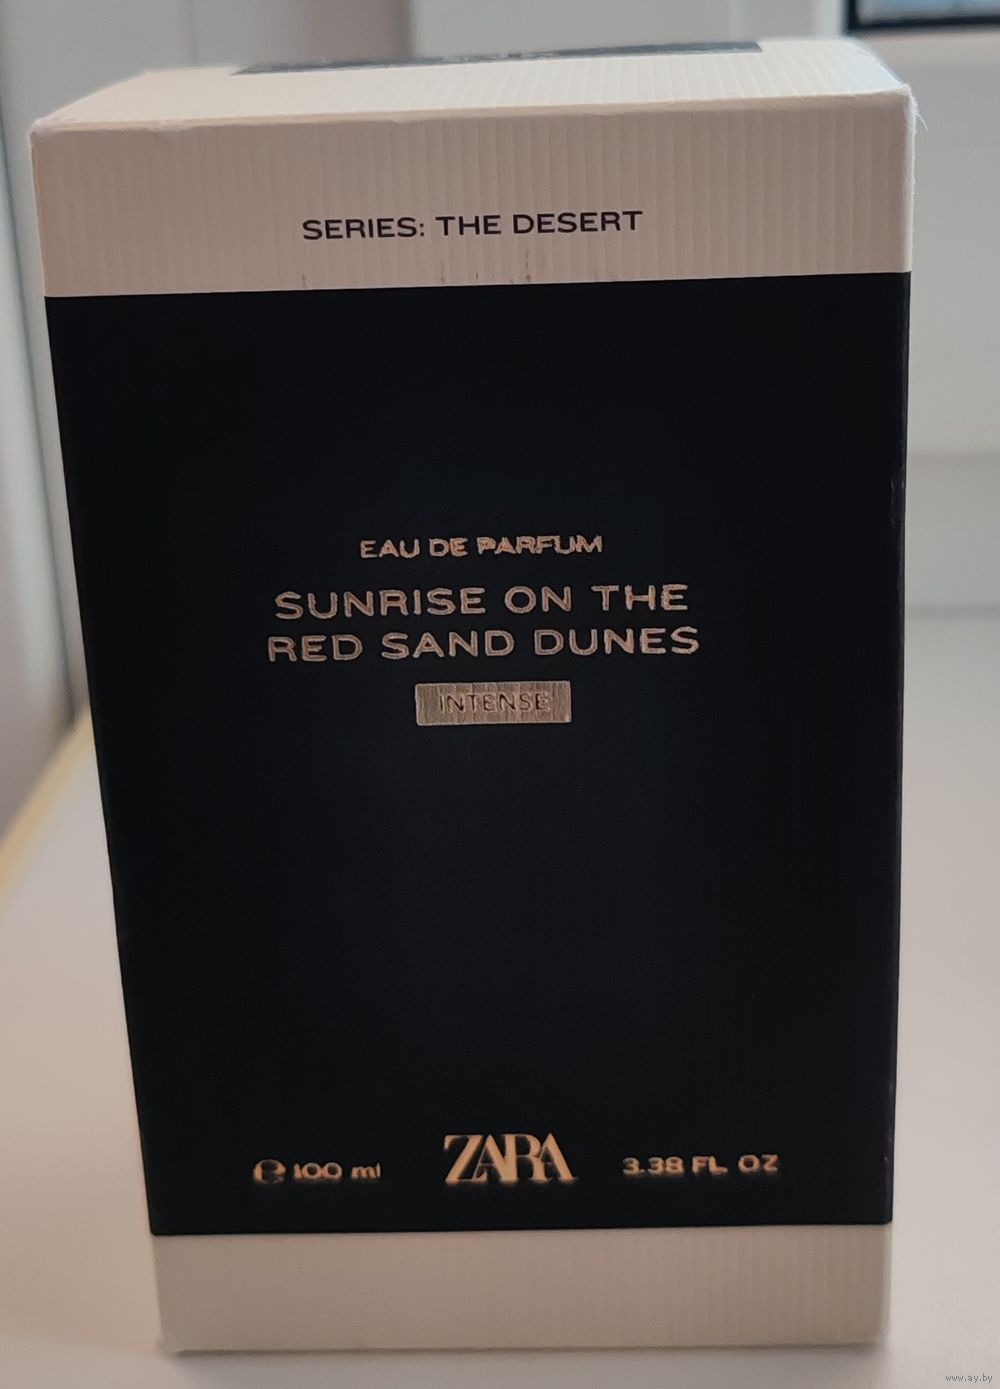 SERIES: THE DESERT
EAU DE PARFUM
SUNRISE ON THE
RED SAND DUNES
INTENSE
℮ 100 ml
ZARA
3.38 FL OZ
www.ay.by